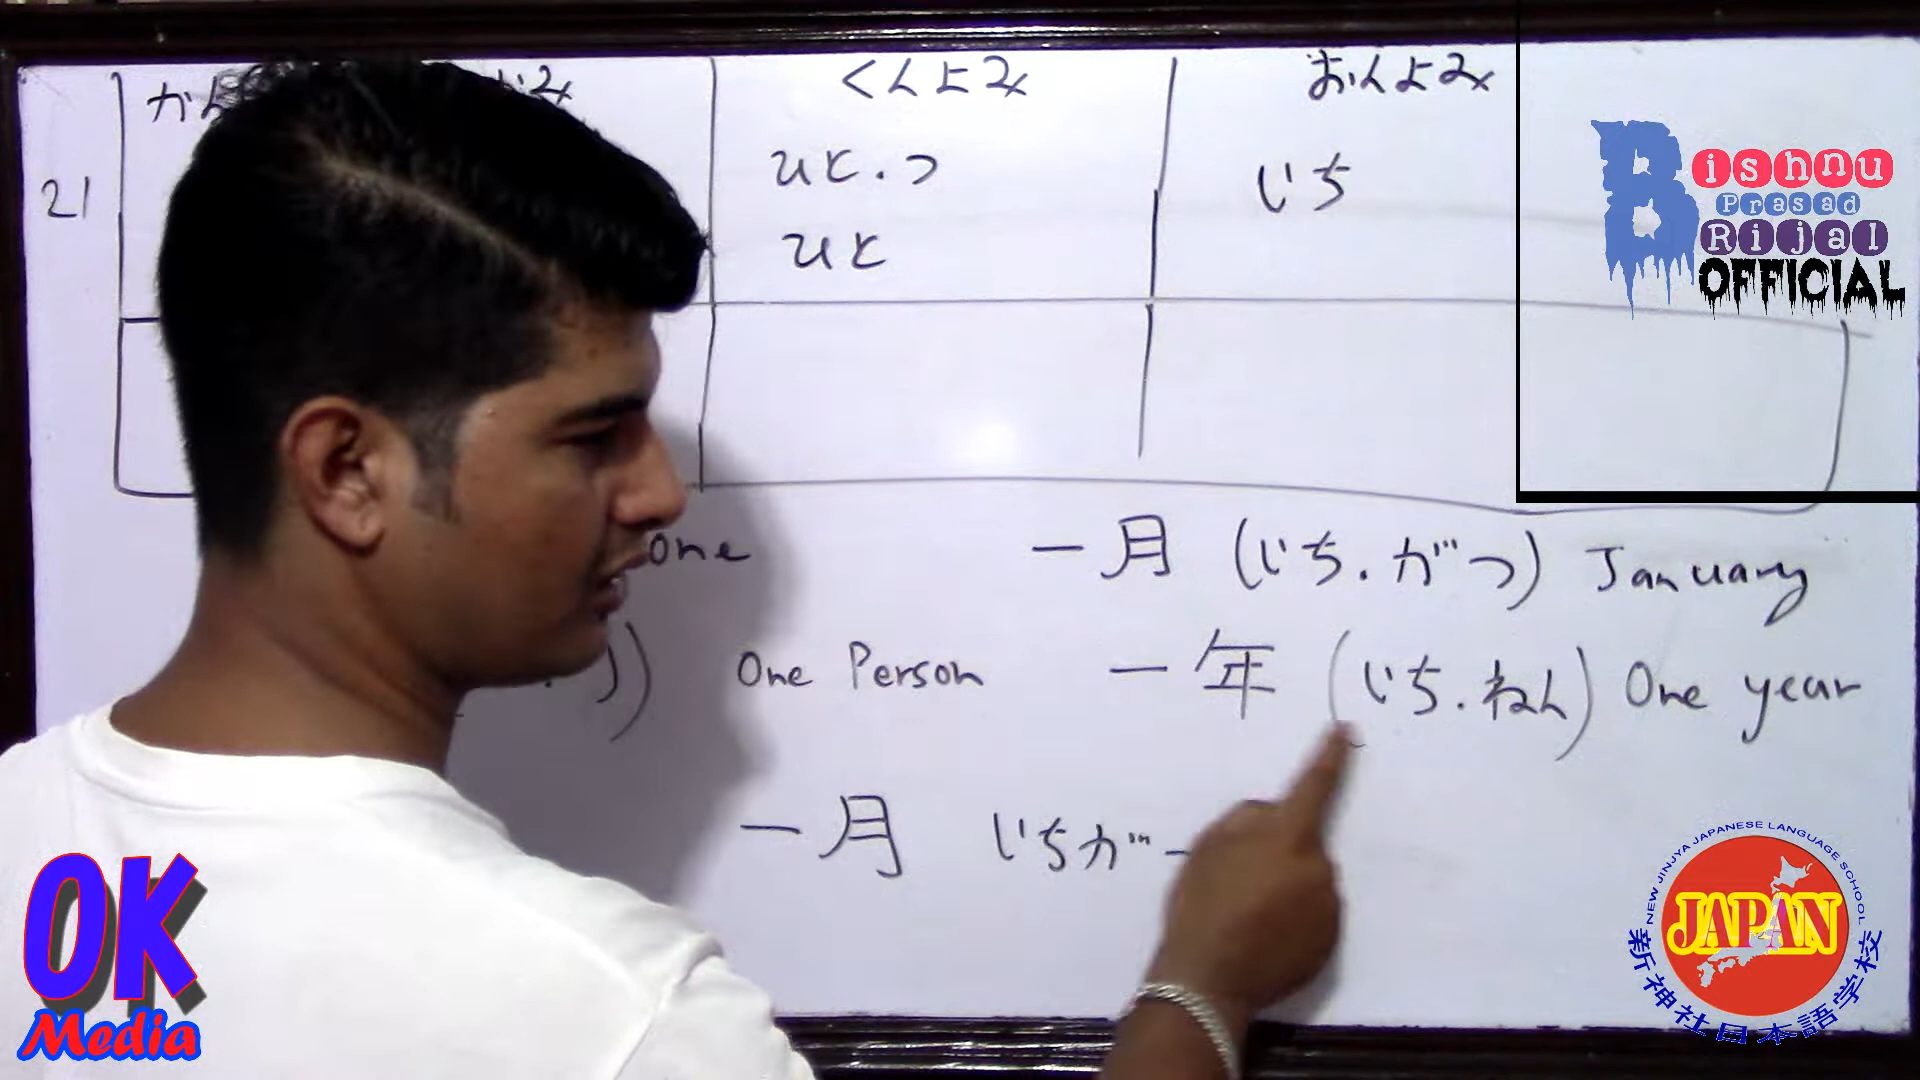 くんよみ おんよみ
21 ひと.つ いち
ひと
One 一月 (いち.がつ) January
One Person 一年 (いち.ねん) One year
一月 いちが
Bishnu
Prasad
Rijal
OFFICIAL
OK
Media
NEW JINJYA JAPANESE LANGUAGE SCHOOL
JAPAN
新神社日本語学校